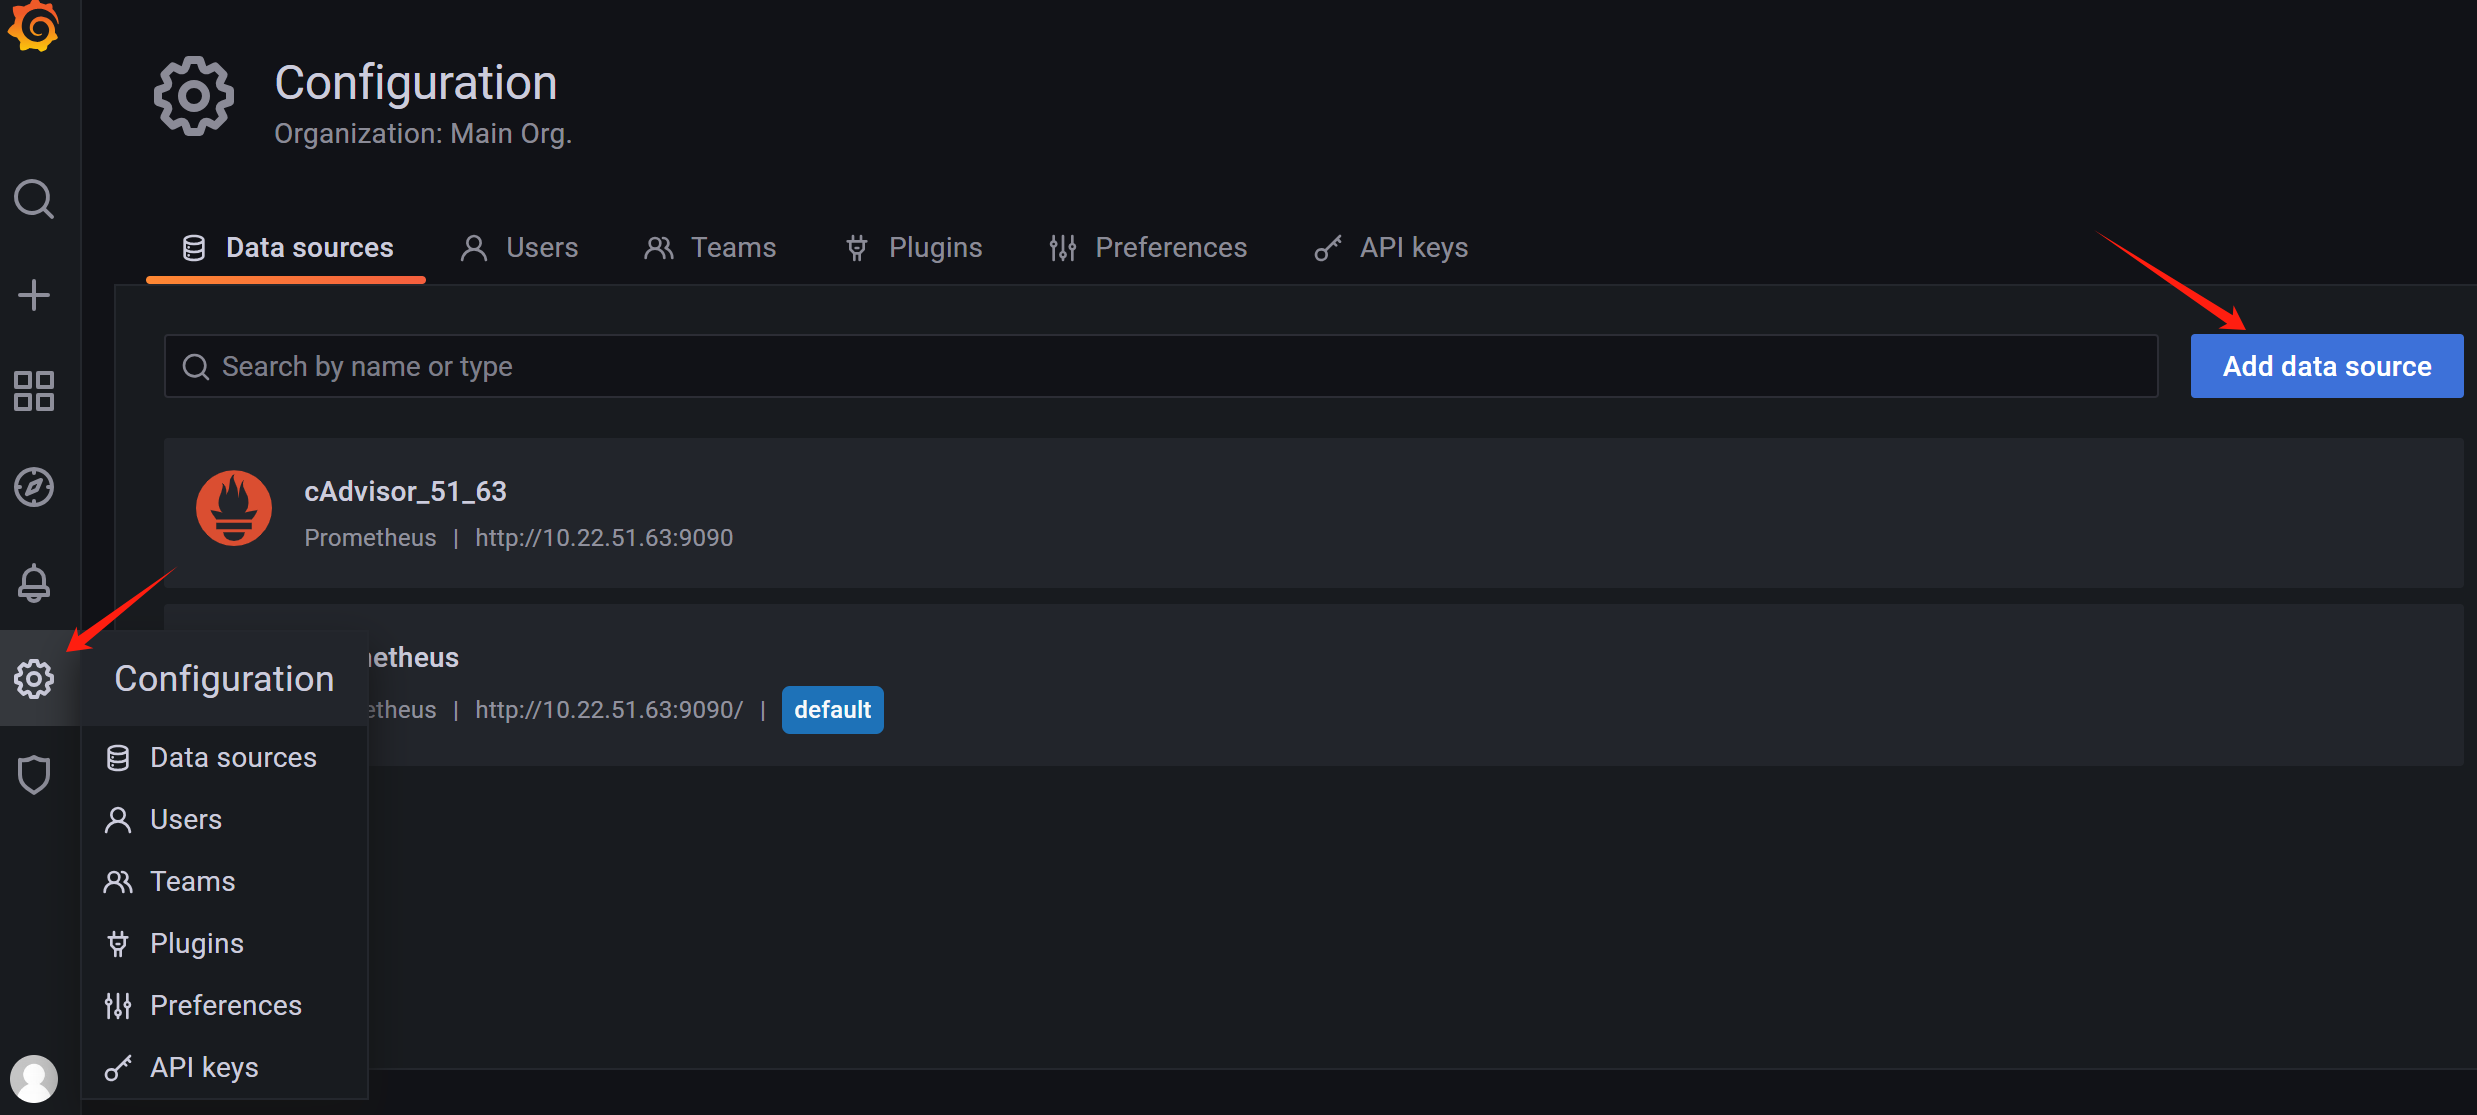 Configuration
Organization: Main Org.
Data sources
Users
Teams
Plugins
Preferences
API keys
Search by name or type
Add data source
cAdvisor_51_63
Prometheus | http://10.22.51.63:9090
etheus
etheus | http://10.22.51.63:9090/ | default
Configuration
Data sources
Users
Teams
Plugins
Preferences
API keys